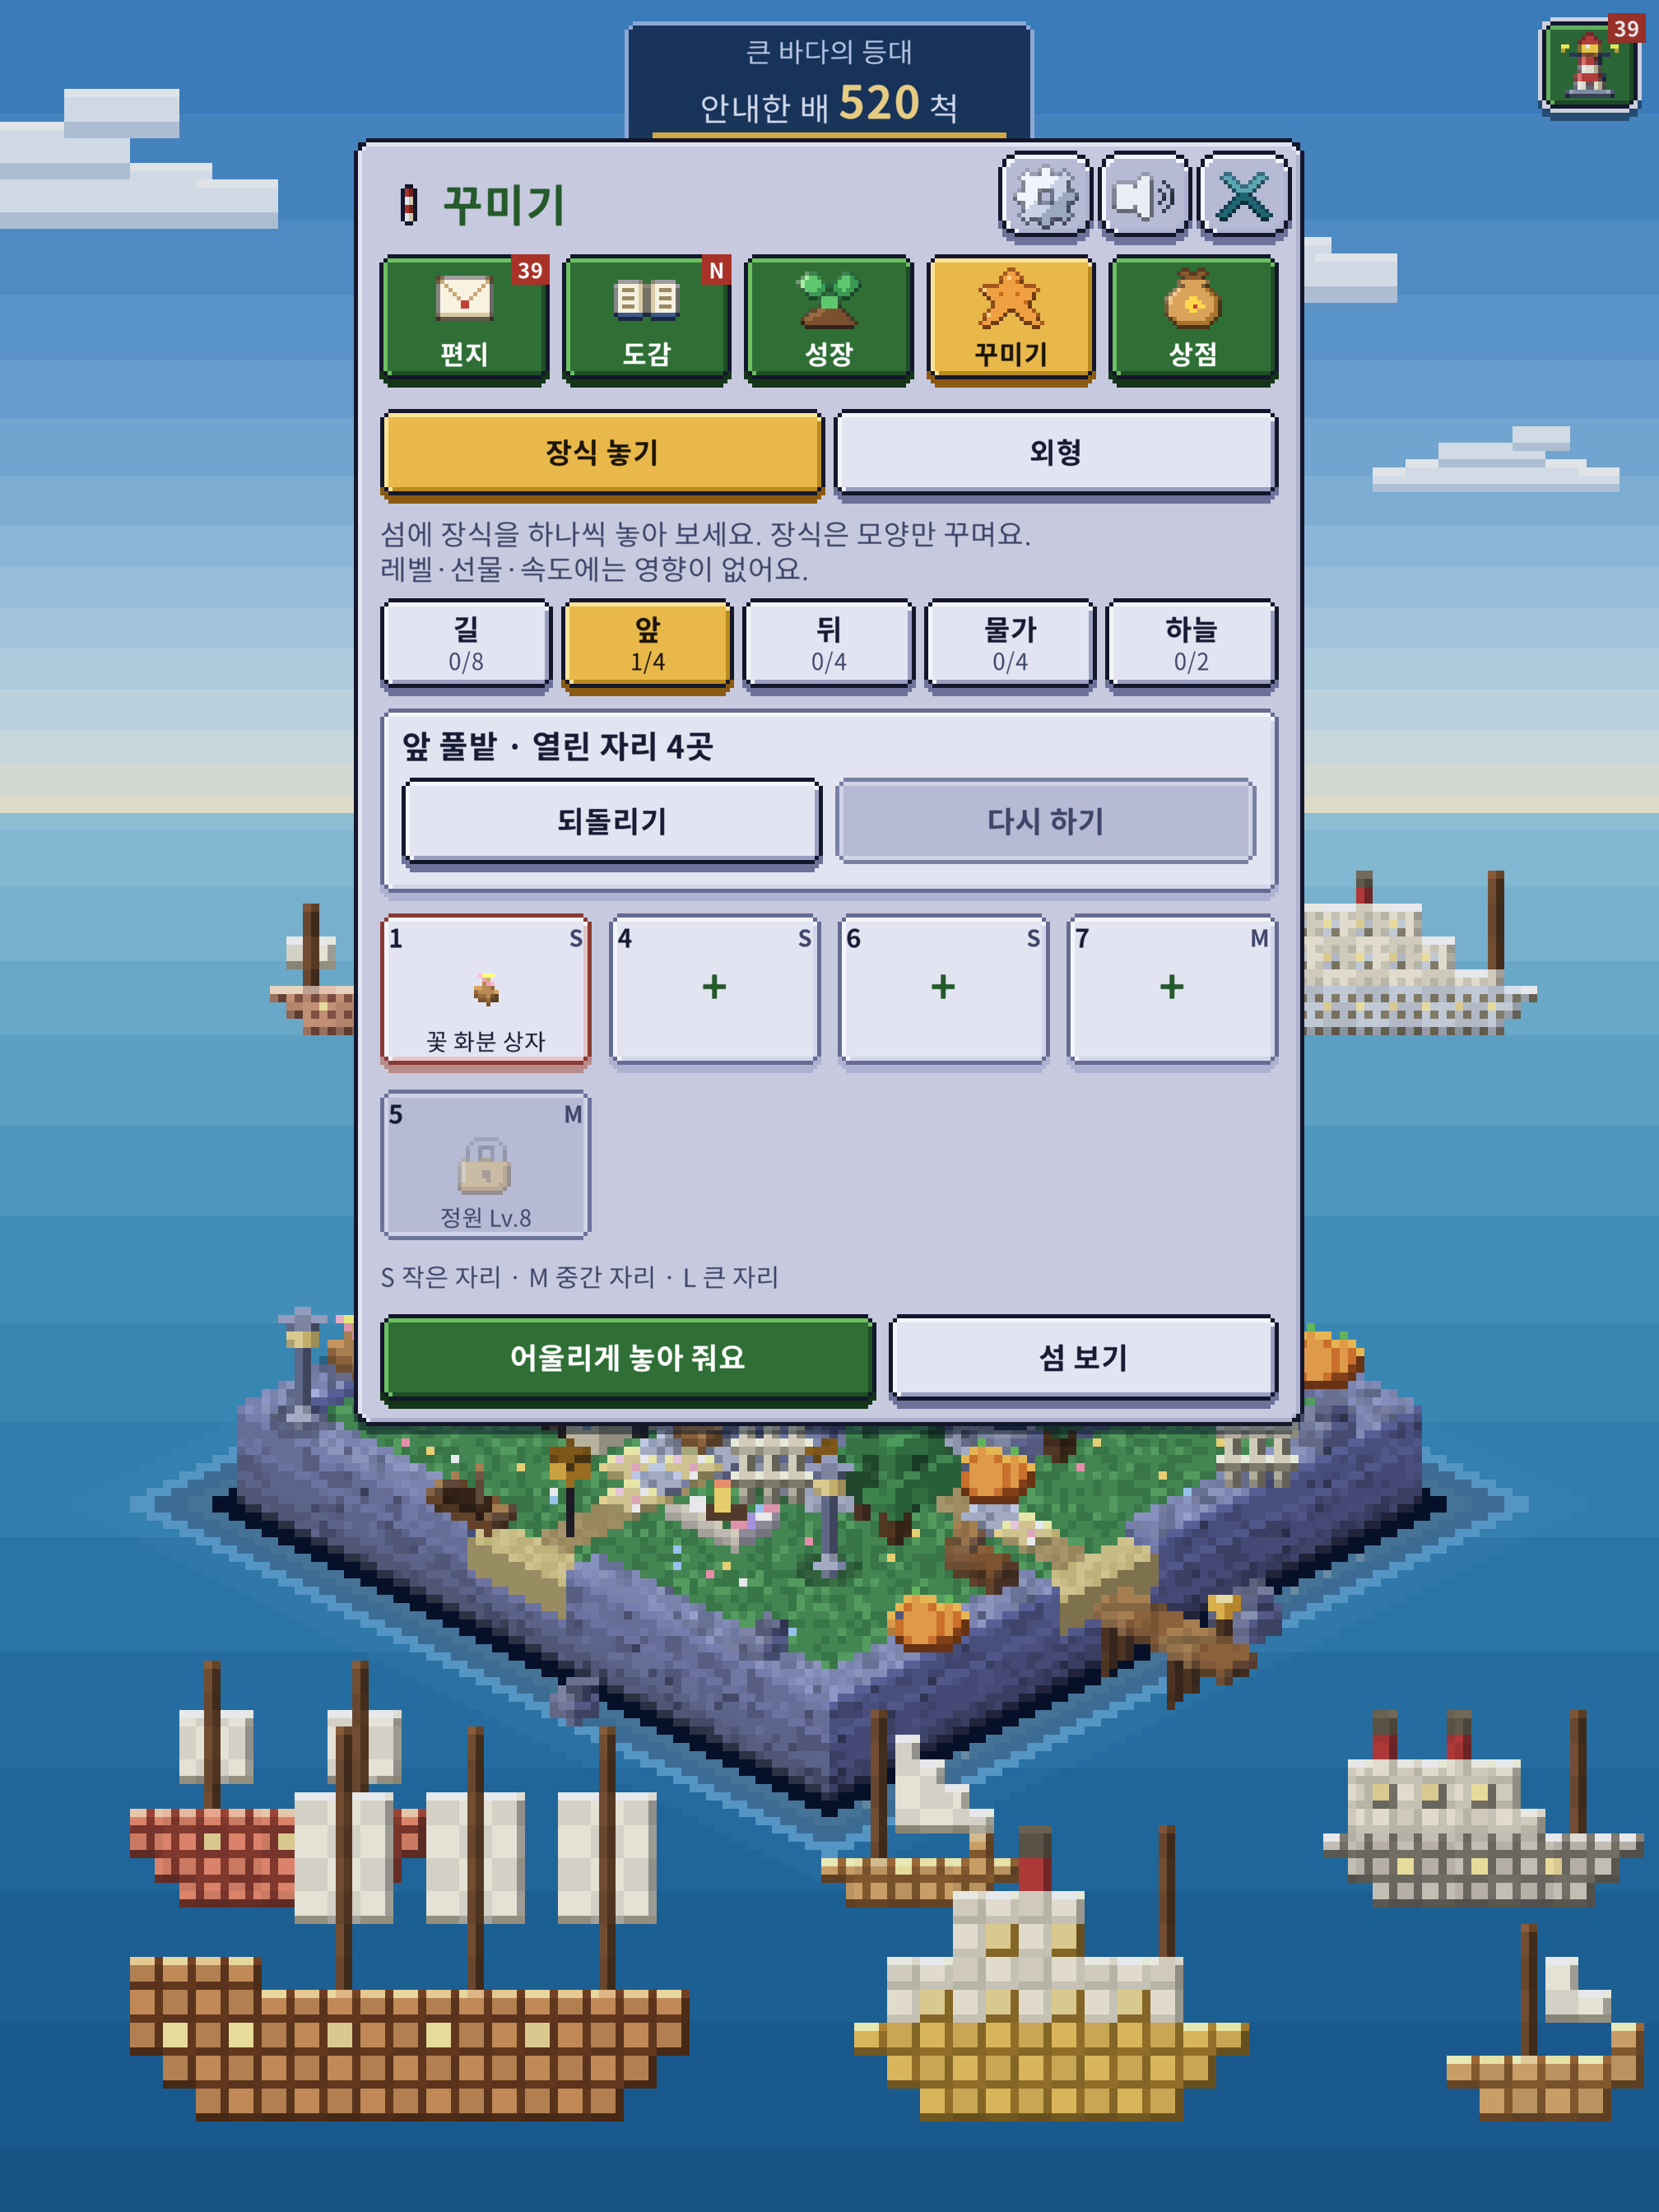 큰 바다의 등대
안내한 배 520 척
39
꾸미기
39
N
편지
도감
성장
꾸미기
상점
장식 놓기
외형
섬에 장식을 하나씩 놓아 보세요. 장식은 모양만 꾸며요.
레벨·선물·속도에는 영향이 없어요.
길
0/8
앞
1/4
뒤
0/4
물가
0/4
하늘
0/2
앞 풀밭 · 열린 자리 4곳
되돌리기
다시 하기
1 S
꽃 화분 상자
4 S
+
6 S
+
7 M
+
5 M
정원 Lv.8
S 작은 자리 · M 중간 자리 · L 큰 자리
어울리게 놓아 줘요
섬 보기